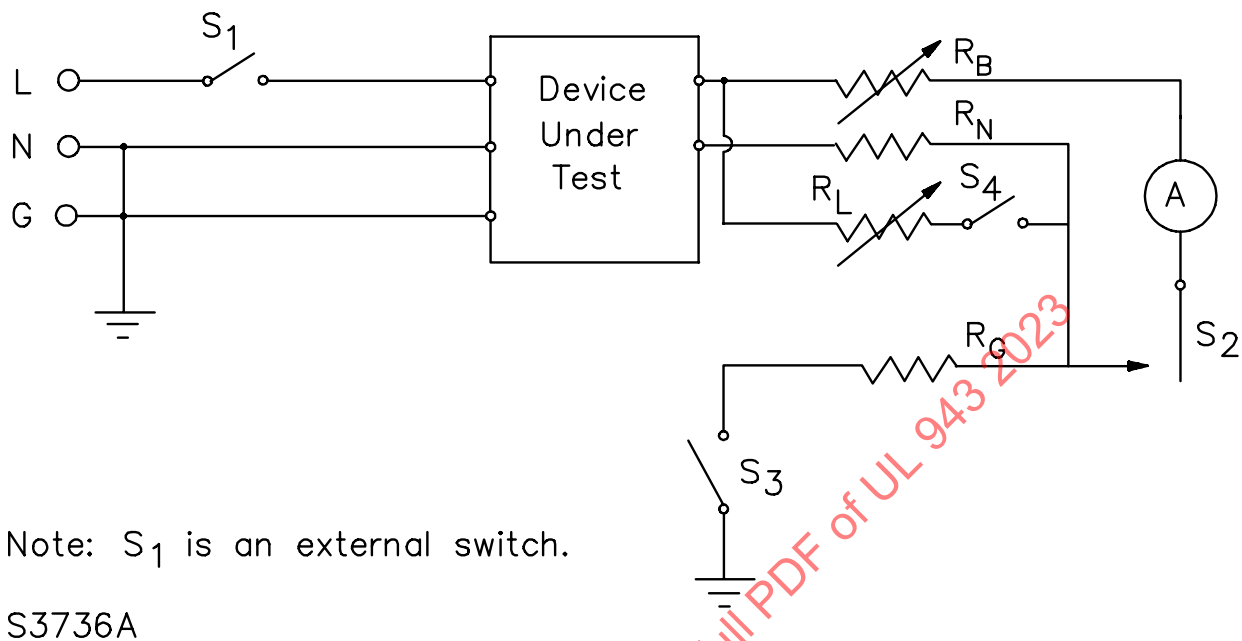 S1
L
N
G
Device
Under
Test
RB
RN
RL
S4
A
S2
RG
S3
Note: S1 is an external switch.
S3736A
ull PDF of UL 943 2023